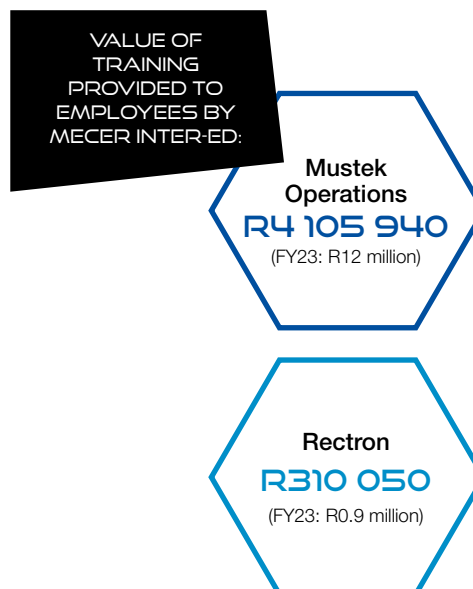 VALUE OF
TRAINING
PROVIDED TO
EMPLOYEES BY
MECER INTER-ED:
Mustek
Operations
R4 105 940
(FY23: R12 million)
Rectron
R310 050
(FY23: R0.9 million)